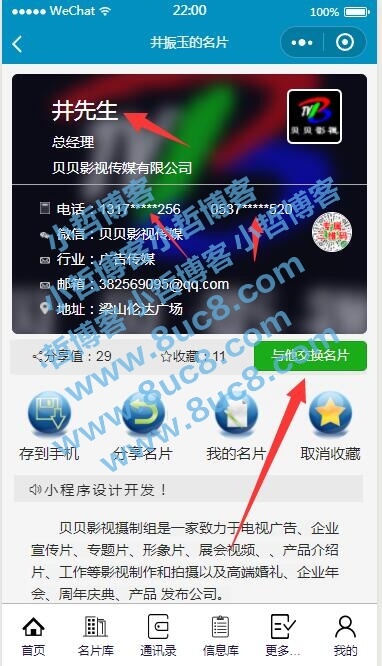 WeChat 22:00 100%
井振玉的名片
井先生
总经理
贝贝影视传媒有限公司
贝贝影视
电话：1317*****256 0537*****520
微信：贝贝影视传媒
行业：广告传媒
邮箱：382569095@qq.com
地址：梁山伦达广场
分享值：29 收藏：11 与他交换名片
存到手机 分享名片 我的名片 取消收藏
小程序设计开发！
贝贝影视摄制组是一家致力于电视广告、企业
宣传片、专题片、形象片、展会视频、、产品介绍
片、工作等影视制作和拍摄以及高端婚礼、企业年
会、周年庆典、产品 发布公司。
首页 名片库 通讯录 信息库 更多... 我的
小哲博客 小哲博客 小哲博客
www.8uc8.com
www.8uc8.com
www.8uc8.com